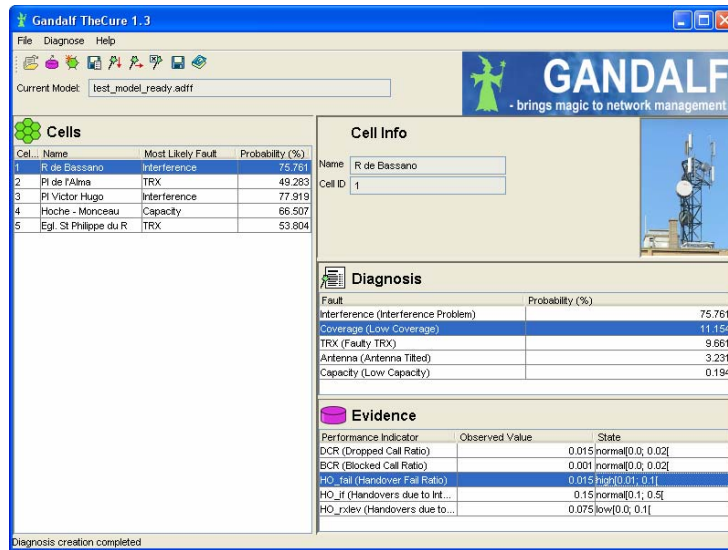 Gandalf TheCure 1.3
File Diagnose Help
Current Model: test_model_ready.adff
GANDALF
- brings magic to network management
Cells
Cel... Name Most Likely Fault Probability (%)
1 R de Bassano Interference 75.761
2 Pl de l'Alma TRX 49.283
3 Pl Victor Hugo Interference 77.919
4 Hoche - Monceau Capacity 66.507
5 Egl. St Philippe du R TRX 53.804
Cell Info
Name R de Bassano
Cell ID 1
Diagnosis
Fault Probability (%)
Interference (Interference Problem) 75.761
Coverage (Low Coverage) 11.154
TRX (Faulty TRX) 9.661
Antenna (Antenna Tilted) 3.231
Capacity (Low Capacity) 0.194
Evidence
Performance Indicator Observed Value State
DCR (Dropped Call Ratio) 0.015 normal[0.0; 0.02[
BCR (Blocked Call Ratio) 0.001 normal[0.0; 0.02[
HO_fail (Handover Fail Ratio) 0.015 high[0.01; 0.1[
HO_if (Handovers due to Int... 0.15 normal[0.1; 0.5[
HO_rxlev (Handovers due to... 0.075 low[0.0; 0.1[
Diagnosis creation completed